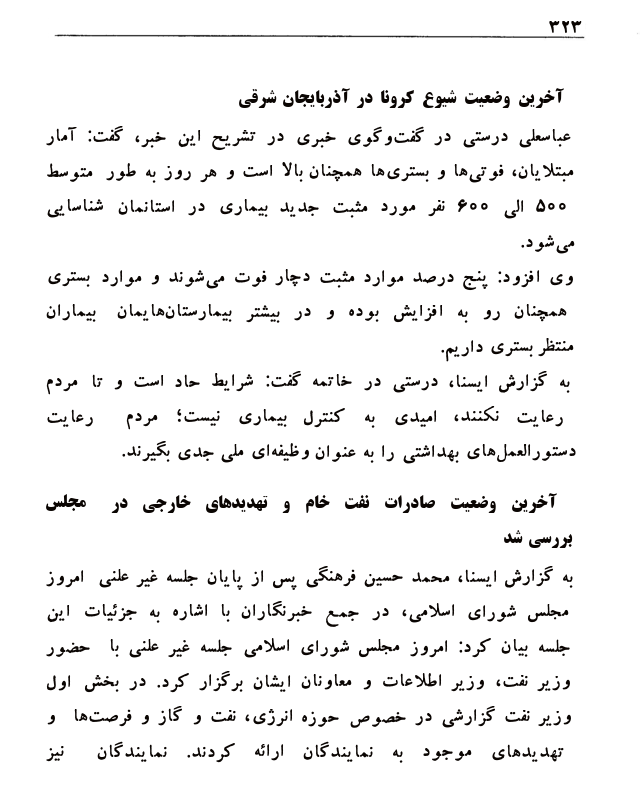 ۳۲۳
آخرین وضعیت شیوع کرونا در آذربایجان شرقی
عباسعلی درستی در گفت‌وگوی خبری در تشریح این خبر، گفت: آمار
مبتلایان، فوتی‌ها و بستری‌ها همچنان بالا است و هر روز به طور متوسط
۵۰۰ الی ۶۰۰ نفر مورد مثبت جدید بیماری در استانمان شناسایی
می‌شود.
وی افزود: پنج درصد موارد مثبت دچار فوت می‌شوند و موارد بستری
همچنان رو به افزایش بوده و در بیشتر بیمارستان‌هایمان بیماران
منتظر بستری داریم.
به گزارش ایسنا، درستی در خاتمه گفت: شرایط حاد است و تا مردم
رعایت نکنند، امیدی به کنترل بیماری نیست؛ مردم رعایت
دستورالعمل‌های بهداشتی را به عنوان وظیفه‌ای ملی جدی بگیرند.
آخرین وضعیت صادرات نفت خام و تهدیدهای خارجی در مجلس
بررسی شد
به گزارش ایسنا، محمد حسین فرهنگی پس از پایان جلسه غیر علنی امروز
مجلس شورای اسلامی، در جمع خبرنگاران با اشاره به جزئیات این
جلسه بیان کرد: امروز مجلس شورای اسلامی جلسه غیر علنی با حضور
وزیر نفت، وزیر اطلاعات و معاونان ایشان برگزار کرد. در بخش اول
وزیر نفت گزارشی در خصوص حوزه انرژی، نفت و گاز و فرصت‌ها و
تهدیدهای موجود به نمایندگان ارائه کردند. نمایندگان نیز